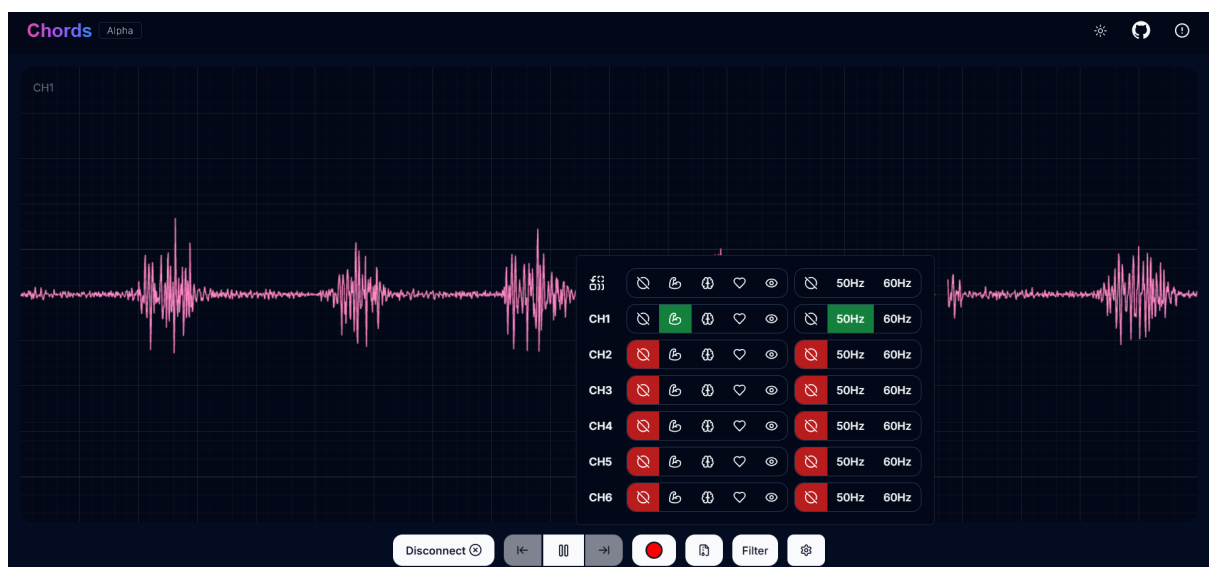 Chords Alpha
CH1
50Hz 60Hz
CH1 50Hz 60Hz
CH2 50Hz 60Hz
CH3 50Hz 60Hz
CH4 50Hz 60Hz
CH5 50Hz 60Hz
CH6 50Hz 60Hz
Disconnect Filter